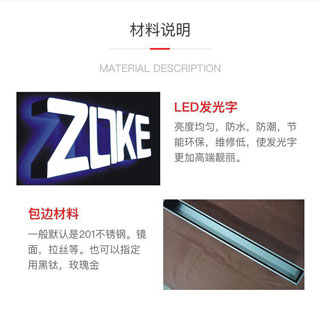 材料说明
MATERIAL DESCRIPTION
ZOKE
LED发光字
亮度均匀，防水，防潮，节
能环保，维修低，使发光字
更加高端靓丽。
包边材料
一般默认是201不锈钢。镜
面，拉丝等。也可以指定
用黑钛，玫瑰金